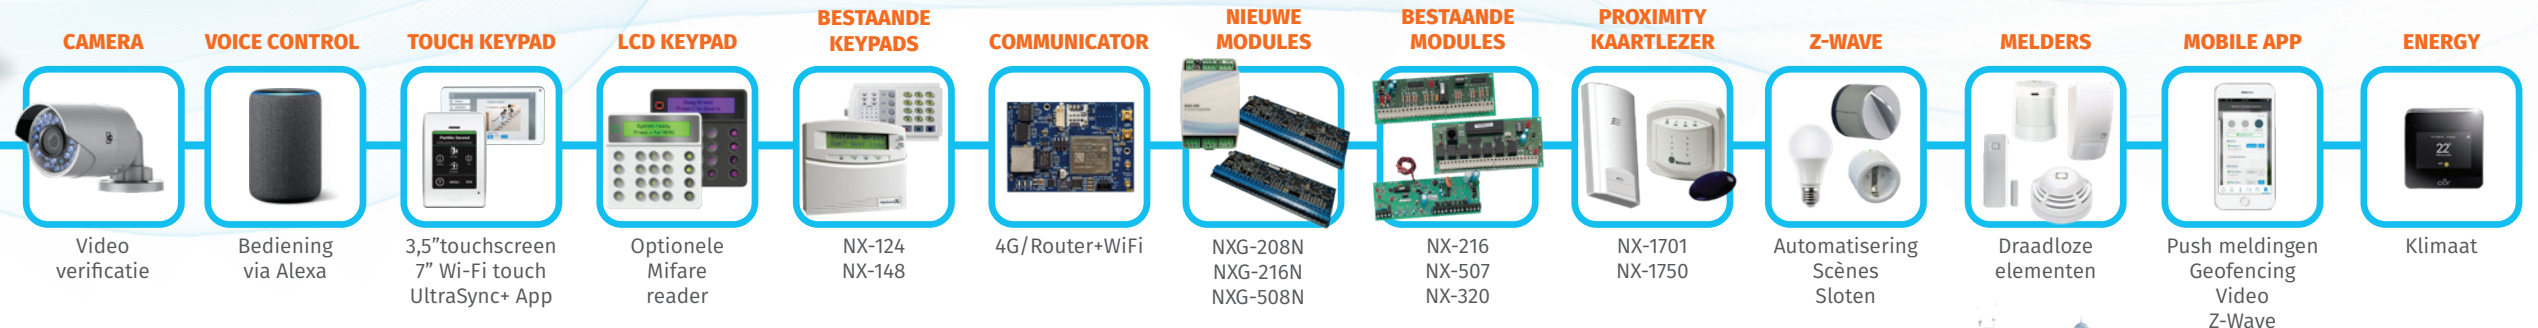 CAMERA
Video
verificatie
VOICE CONTROL
Bediening
via Alexa
TOUCH KEYPAD
3,5”touchscreen
7” Wi-Fi touch
UltraSync+ App
LCD KEYPAD
Optionele
Mifare
reader
BESTAANDE
KEYPADS
NX-124
NX-148
COMMUNICATOR
4G/Router+WiFi
NIEUWE
MODULES
NXG-208N
NXG-216N
NXG-508N
BESTAANDE
MODULES
NX-216
NX-507
NX-320
PROXIMITY
KAARTLEZER
NX-1701
NX-1750
Z-WAVE
Automatisering
Scènes
Sloten
MELDERS
Draadloze
elementen
MOBILE APP
Push meldingen
Geofencing
Video
Z-Wave
ENERGY
22°
Klimaat